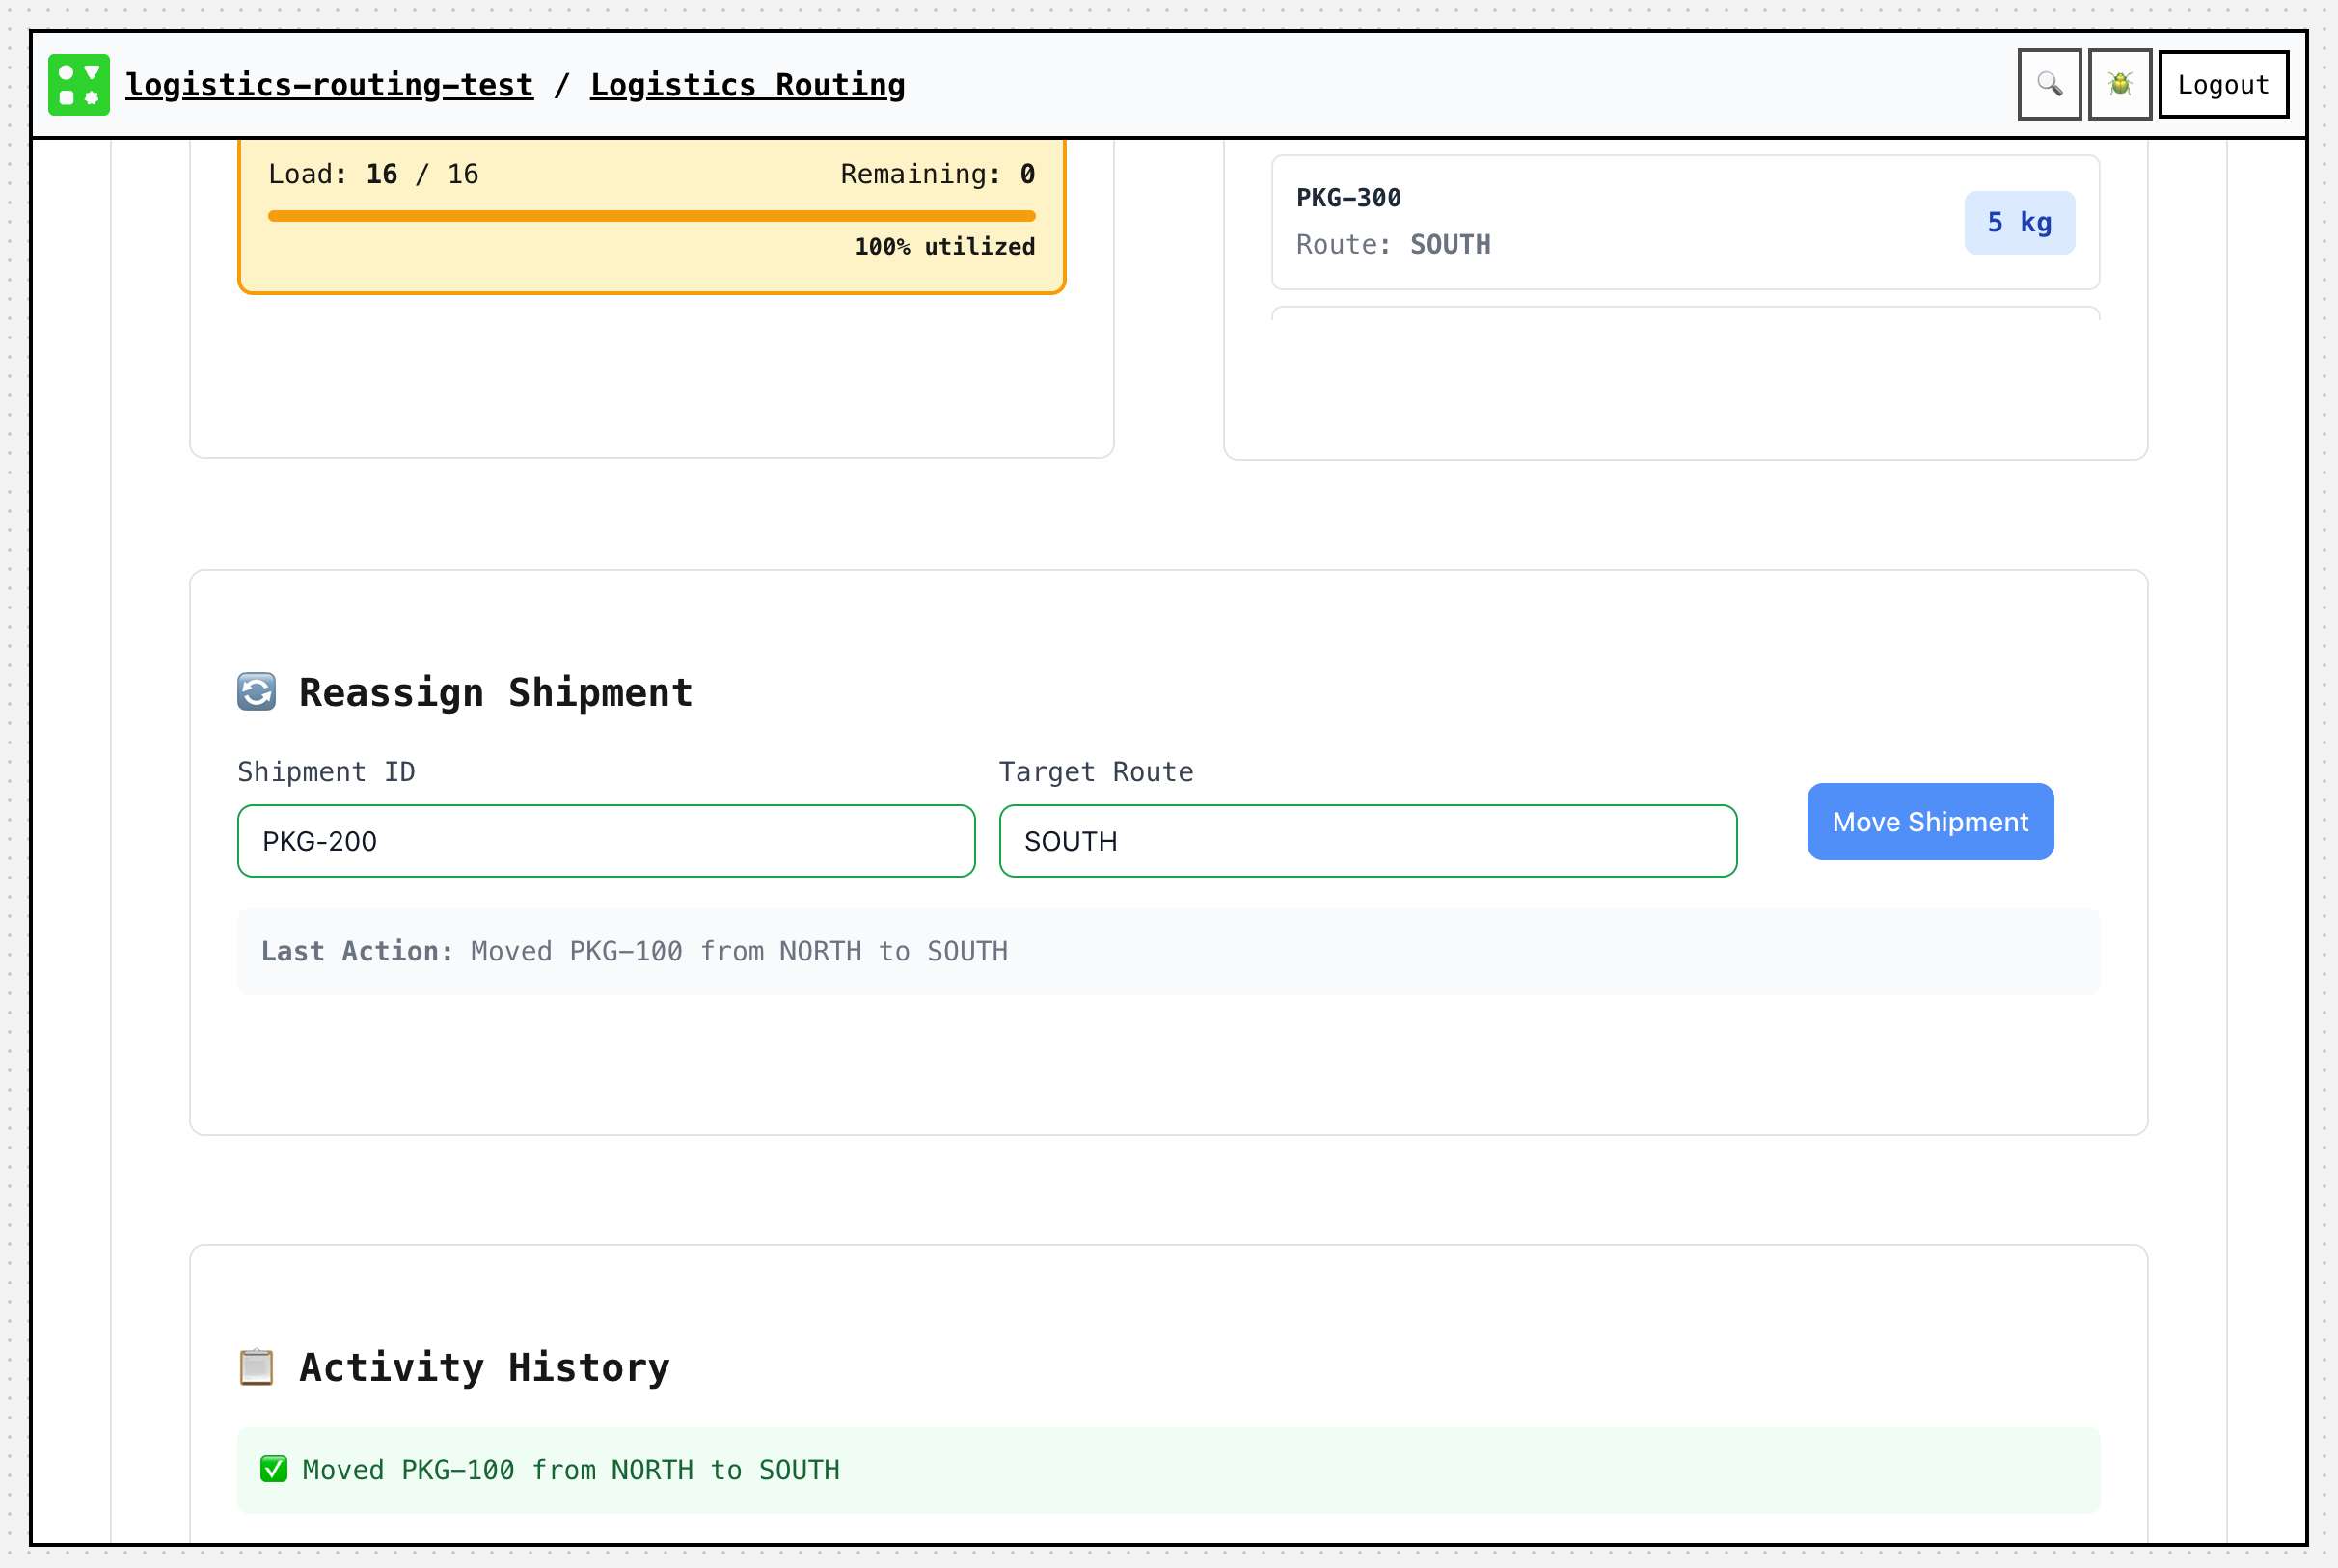 logistics-routing-test / Logistics Routing
Logout
Load: 16 / 16
Remaining: 0
100% utilized
PKG-300
Route: SOUTH
5 kg
Reassign Shipment
Shipment ID
Target Route
PKG-200
SOUTH
Move Shipment
Last Action: Moved PKG-100 from NORTH to SOUTH
Activity History
Moved PKG-100 from NORTH to SOUTH